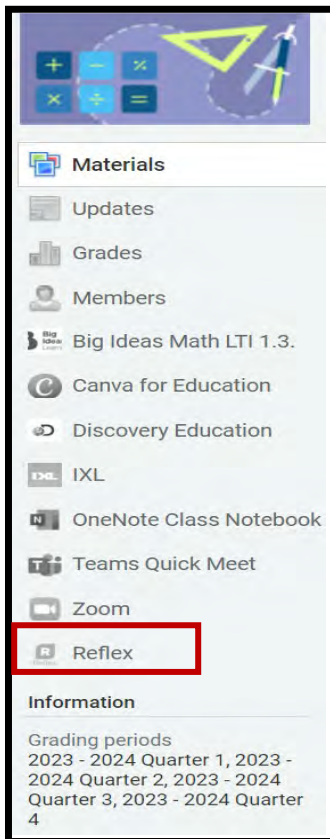 + − %
× ÷ =
Materials
Updates
Grades
Members
Big Ideas Math LTI 1.3.
Canva for Education
Discovery Education
IXL
OneNote Class Notebook
Teams Quick Meet
Zoom
Reflex
Information
Grading periods
2023 - 2024 Quarter 1, 2023 -
2024 Quarter 2, 2023 - 2024
Quarter 3, 2023 - 2024 Quarter
4